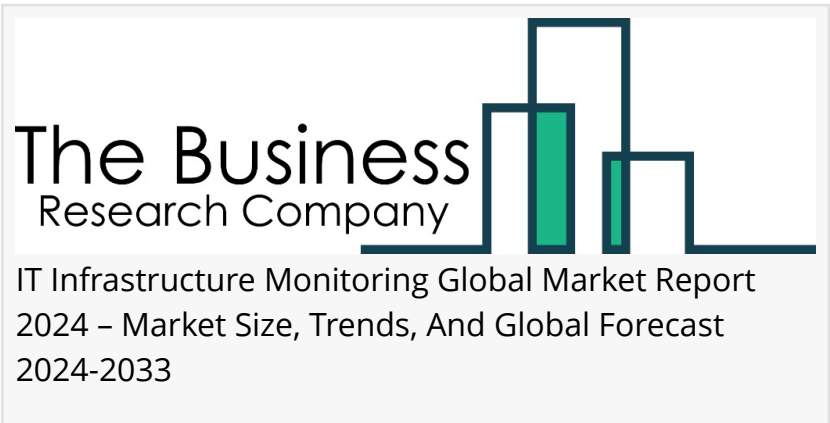 The Business
Research Company
IT Infrastructure Monitoring Global Market Report
2024 – Market Size, Trends, And Global Forecast
2024-2033